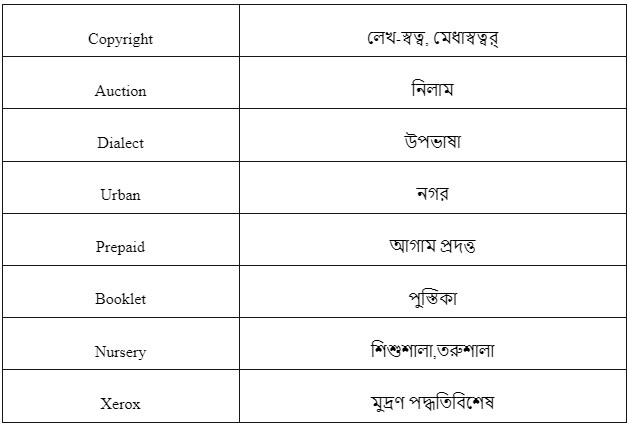 Copyright লেখ-স্বত্ব, মেধাস্বত্বর্
Auction নিলাম
Dialect উপভাষা
Urban নগর
Prepaid আগাম প্রদত্ত
Booklet পুস্তিকা
Nursery শিশুশালা,তরুশালা
Xerox মুদ্রণ পদ্ধতিবিশেষ